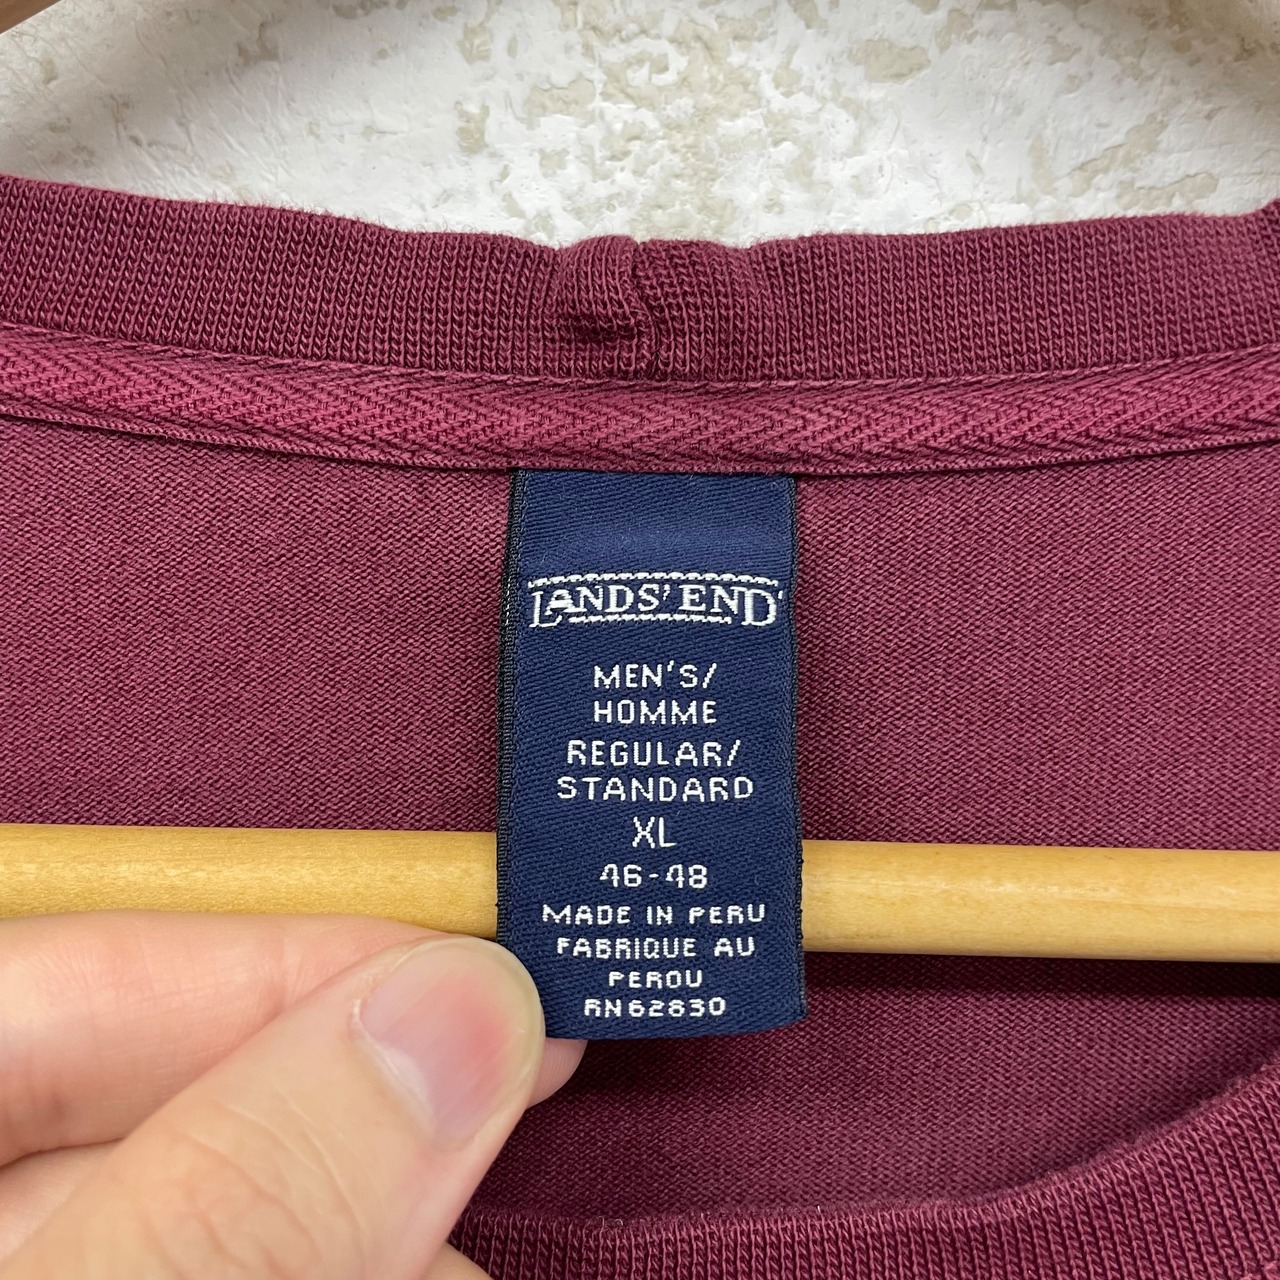 LANDS' END
MEN'S/
HOMME
REGULAR/
STANDARD
XL
46-48
MADE IN PERU
FABRIQUE AU
PEROU
RN62830